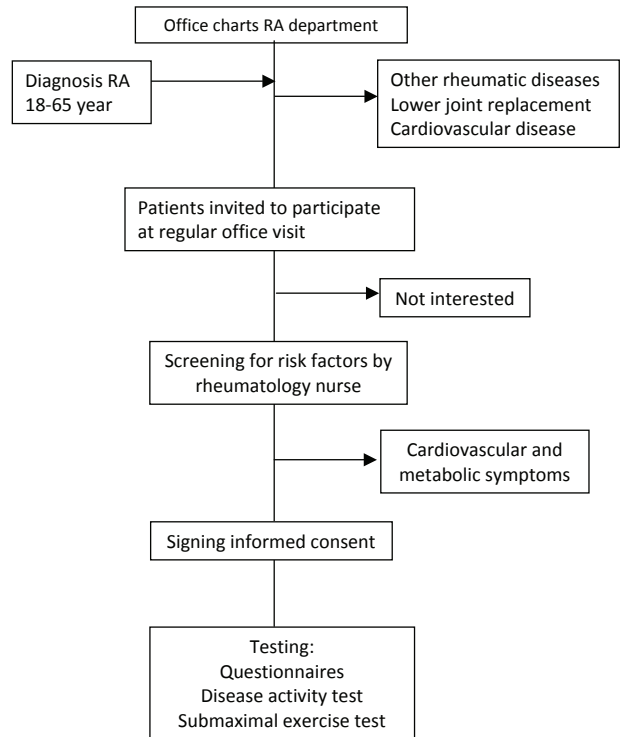 Office charts RA department
Diagnosis RA
18-65 year
Other rheumatic diseases
Lower joint replacement
Cardiovascular disease
Patients invited to participate
at regular office visit
Not interested
Screening for risk factors by
rheumatology nurse
Cardiovascular and
metabolic symptoms
Signing informed consent
Testing:
Questionnaires
Disease activity test
Submaximal exercise test